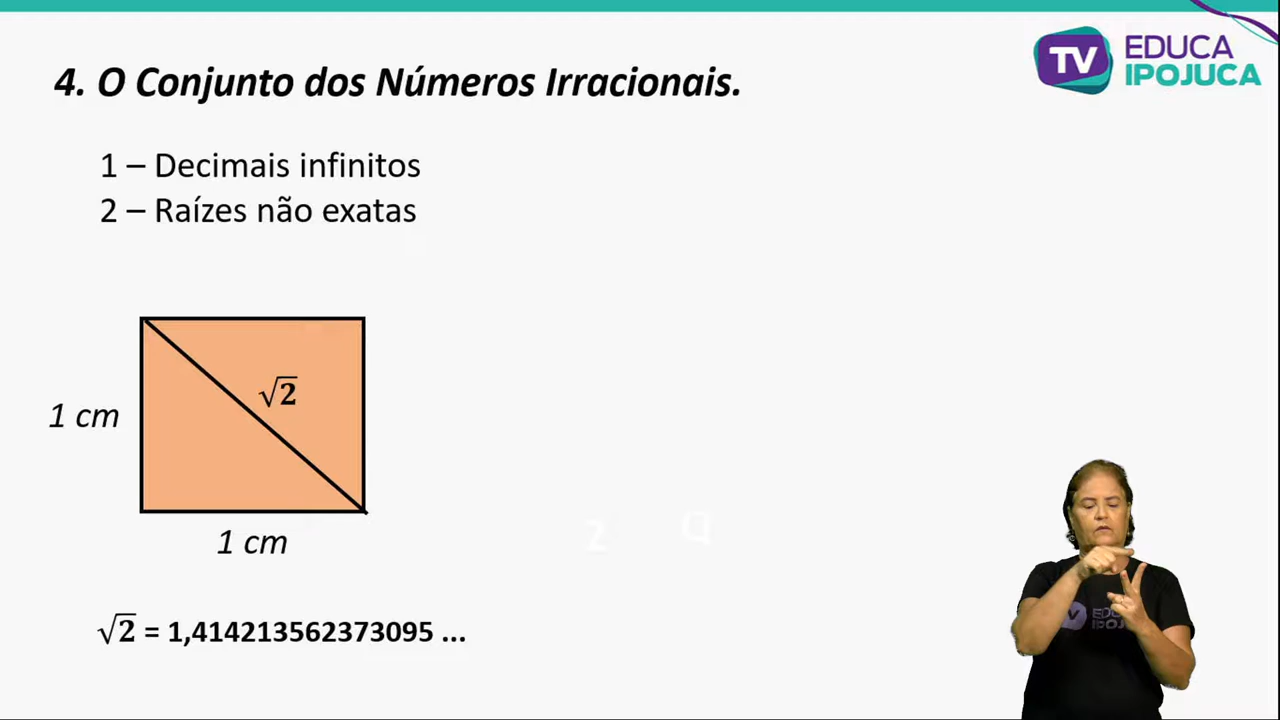 TV EDUCA
IPOJUCA
4. O Conjunto dos Números Irracionais.
1 – Decimais infinitos
2 – Raízes não exatas
√2
1 cm
1 cm
2
√2 = 1,414213562373095 ...